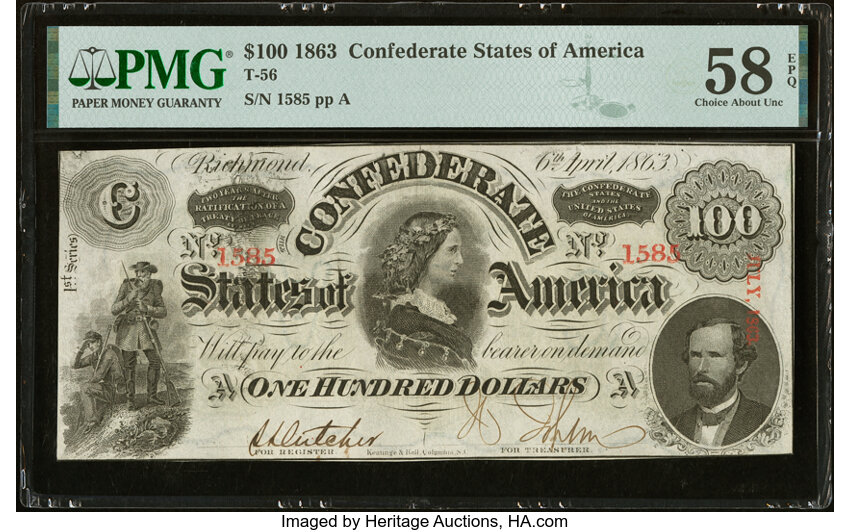 PMG®
PAPER MONEY GUARANTY
$100 1863 Confederate States of America
T-56
S/N 1585 pp A
58
EPQ
Choice About Unc
Richmond, 6th April, 1863.
C
TWO YEARS AFTER
THE
RATIFICATION OF A
TREATY OF PEACE
CONFEDERATE
THE CONFEDERATE
STATES
AND THE
UNITED STATES
OF AMERICA.
100
No. 1585
No. 1585
1st Series
States of America
JULY, 1863
Will pay to the bearer on demand
A ONE HUNDRED DOLLARS A
FOR REGISTER.
Keatinge & Ball, Columbia, S.C.
FOR TREASURER.
Imaged by Heritage Auctions, HA.com